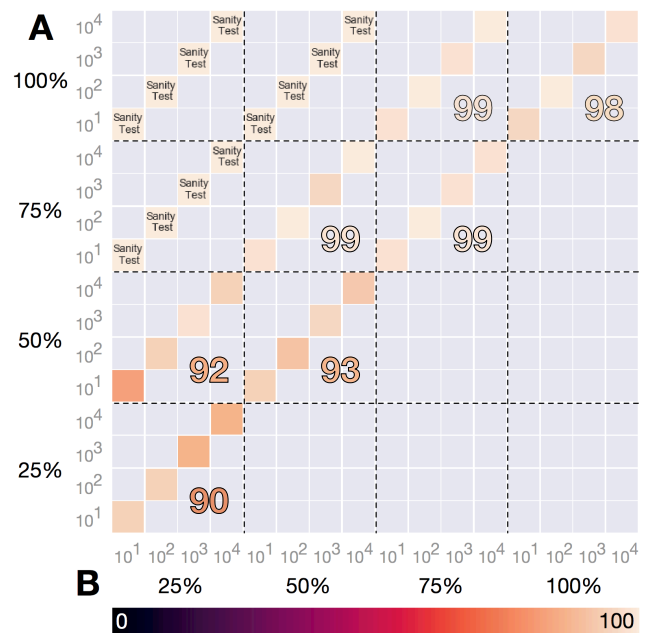 A
10^4 Sanity Test Sanity Test
10^3 Sanity Test Sanity Test
100%
10^2 Sanity Test Sanity Test 99 98
10^1 Sanity Test Sanity Test
10^4 Sanity Test
10^3 Sanity Test
75%
10^2 Sanity Test 99 99
10^1 Sanity Test
10^4
10^3
50%
10^2 92 93
10^1
10^4
10^3
25%
10^2 90
10^1
10^1 10^2 10^3 10^4 10^1 10^2 10^3 10^4 10^1 10^2 10^3 10^4 10^1 10^2 10^3 10^4
B 25% 50% 75% 100%
0 100